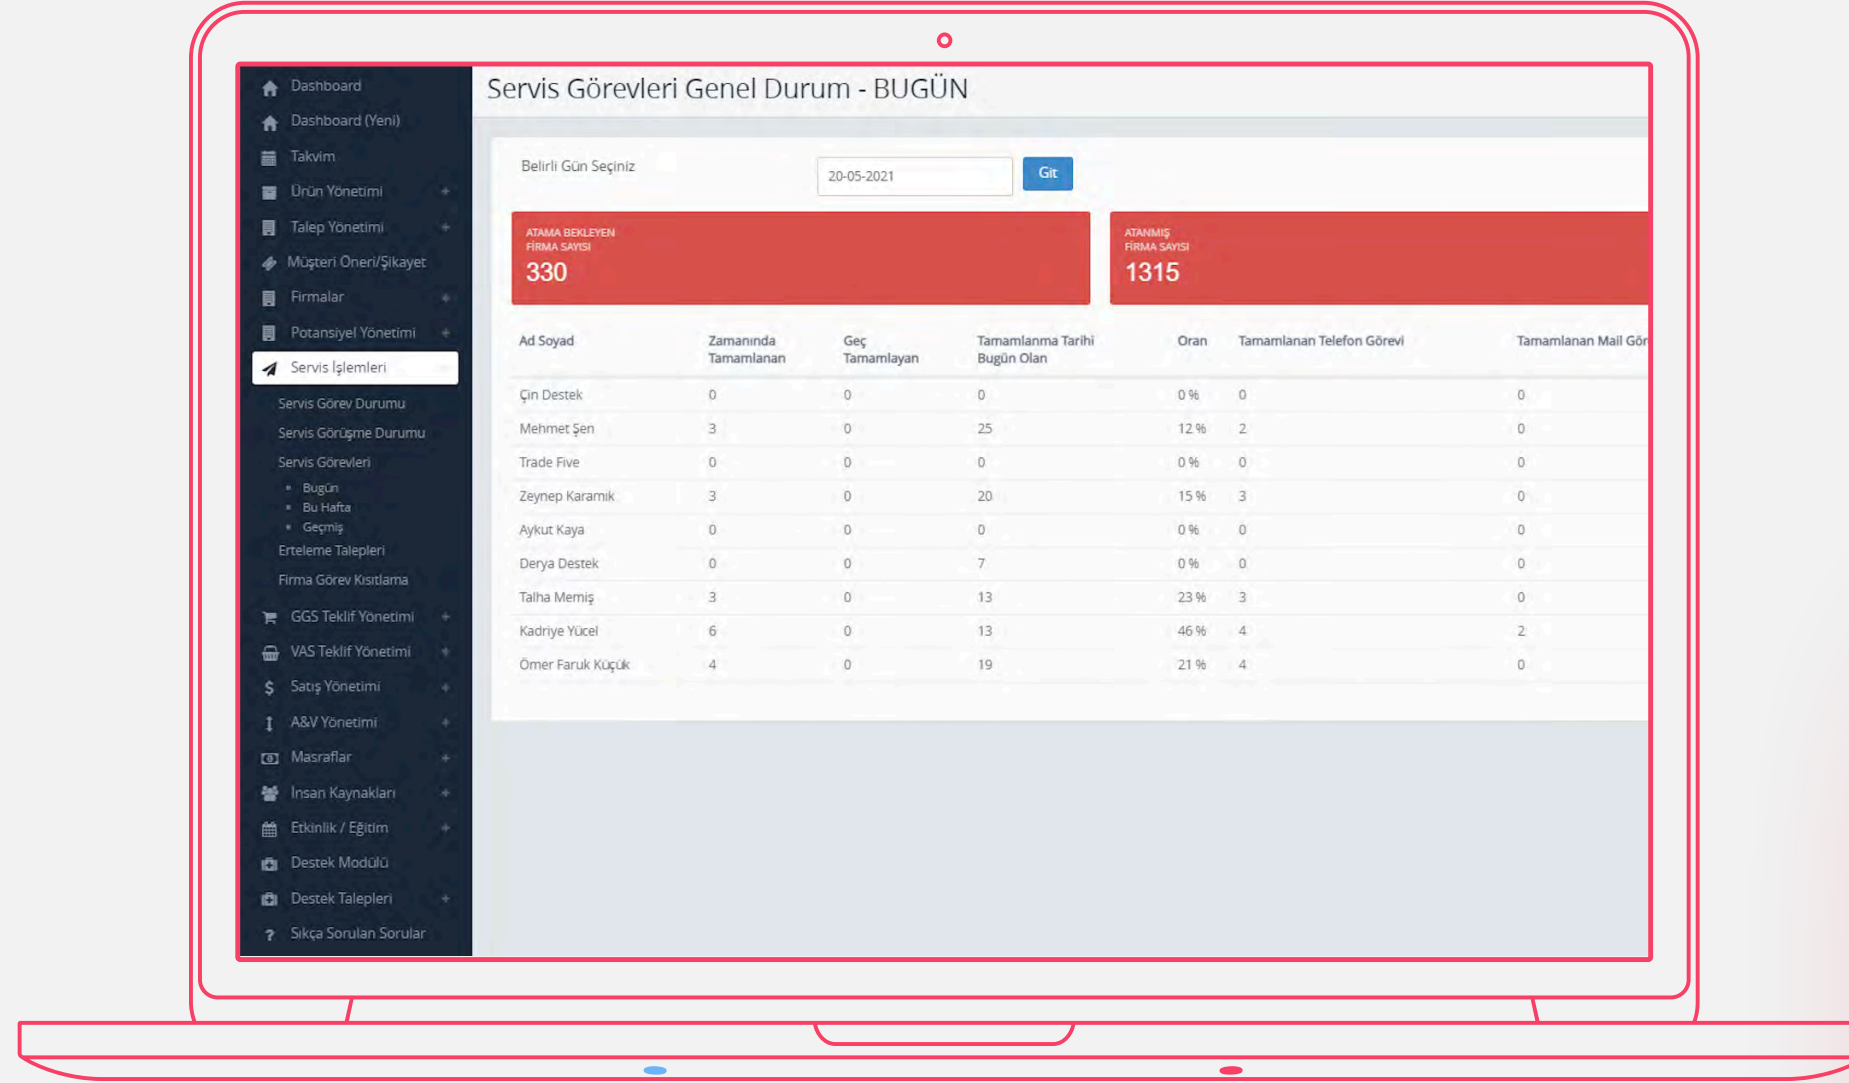 Dashboard
Dashboard (Yeni)
Takvim
Ürün Yönetimi +
Talep Yönetimi +
Müşteri Öneri/Şikayet
Firmalar +
Potansiyel Yönetimi +
Servis İşlemleri
Servis Görev Durumu
Servis Görüşme Durumu
Servis Görevleri
Bugün
Bu Hafta
Geçmiş
Erteleme Talepleri
Firma Görev Kısıtlama
GGS Teklif Yönetimi +
VAS Teklif Yönetimi +
Satış Yönetimi +
A&V Yönetimi +
Masraflar +
İnsan Kaynakları +
Etkinlik / Eğitim +
Destek Modülü
Destek Talepleri +
Sıkça Sorulan Sorular
Servis Görevleri Genel Durum - BUGÜN
Belirli Gün Seçiniz 20-05-2021 Git
ATAMA BEKLEYEN
FİRMA SAYISI
330
ATANMIŞ
FİRMA SAYISI
1315
Ad Soyad Zamanında Geç Tamamlanma Tarihi Oran Tamamlanan Telefon Görevi Tamamlanan Mail Gör
Tamamlanan Tamamlayan Bugün Olan
Çin Destek 0 0 0 0 % 0 0
Mehmet Şen 3 0 25 12 % 2 0
Trade Five 0 0 0 0 % 0 0
Zeynep Karamık 3 0 20 15 % 3 0
Aykut Kaya 0 0 0 0 % 0 0
Derya Destek 0 0 7 0 % 0 0
Talha Memiş 3 0 13 23 % 3 0
Kadriye Yücel 6 0 13 46 % 4 2
Ömer Faruk Küçük 4 0 19 21 % 4 0